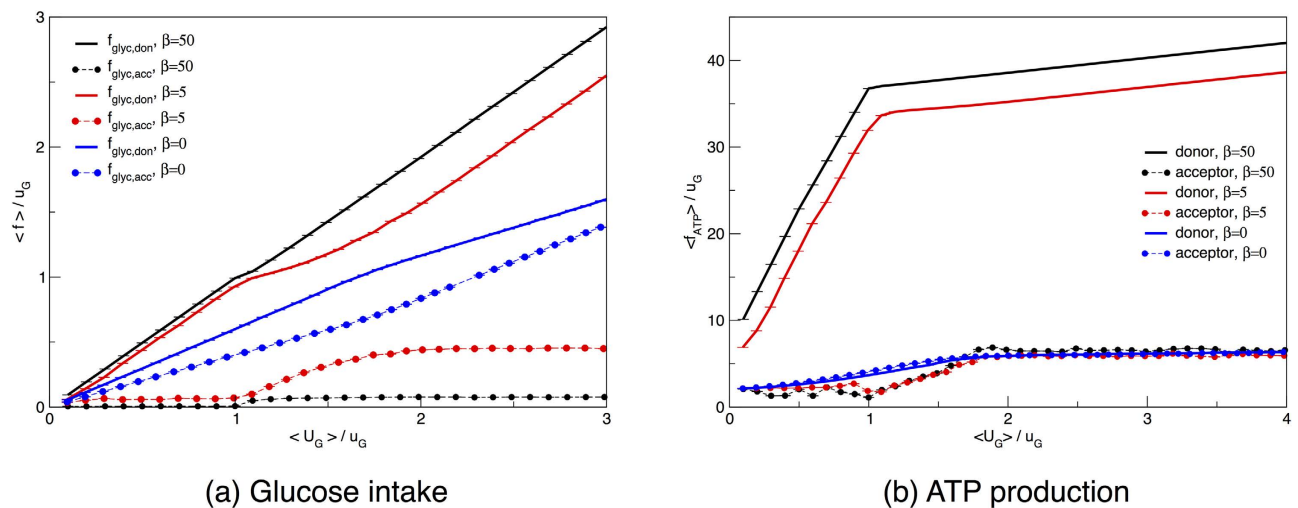 3
2
1
0
0
1
2
3
f_glyc,don, β=50
f_glyc,acc, β=50
f_glyc,don, β=5
f_glyc,acc, β=5
f_glyc,don, β=0
f_glyc,acc, β=0
< f > / u_G
< U_G > / u_G
(a) Glucose intake
40
30
20
10
0
0
1
2
3
4
donor, β=50
acceptor, β=50
donor, β=5
acceptor, β=5
donor, β=0
acceptor, β=0
<f_ATP> / u_G
<U_G> / u_G
(b) ATP production